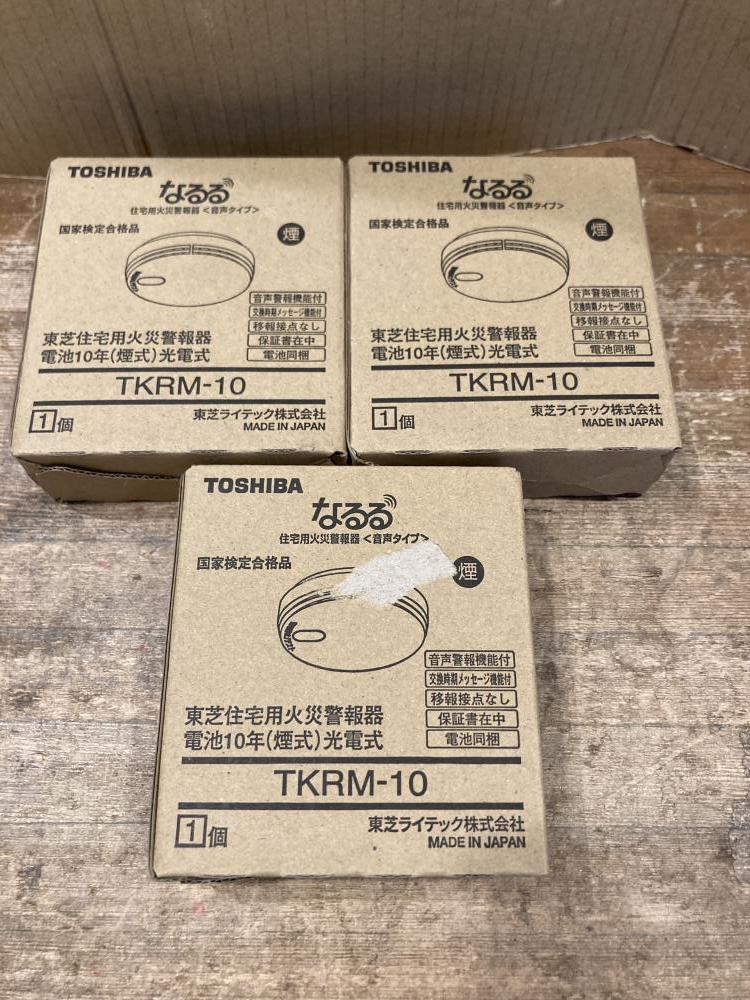 TOSHIBA
なるる
住宅用火災警報器<音声タイプ>
国家検定合格品
煙
音声警報機能付
交換時期メッセージ機能付
移報接点なし
保証書在中
電池同梱
東芝住宅用火災警報器
電池10年(煙式)光電式
TKRM-10
1個
東芝ライテック株式会社
MADE IN JAPAN
TOSHIBA
なるる
住宅用火災警報器<音声タイプ>
国家検定合格品
煙
音声警報機能付
交換時期メッセージ機能付
移報接点なし
保証書在中
電池同梱
東芝住宅用火災警報器
電池10年(煙式)光電式
TKRM-10
1個
東芝ライテック株式会社
MADE IN JAPAN
TOSHIBA
なるる
住宅用火災警報器<音声タイプ>
国家検定合格品
煙
音声警報機能付
交換時期メッセージ機能付
移報接点なし
保証書在中
電池同梱
東芝住宅用火災警報器
電池10年(煙式)光電式
TKRM-10
1個
東芝ライテック株式会社
MADE IN JAPAN